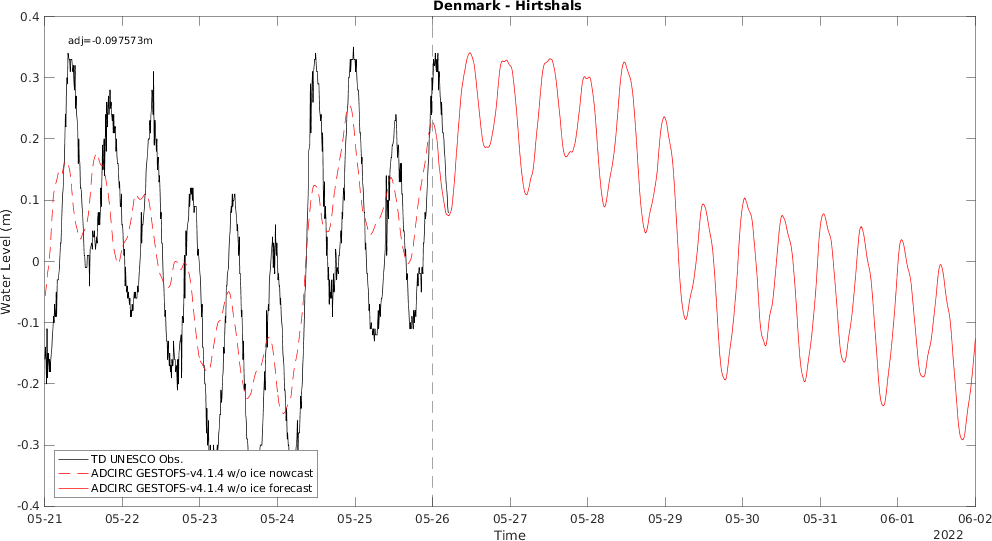 Denmark - Hirtshals
adj=-0.097573m
0.4
0.3
0.2
0.1
0
-0.1
-0.2
-0.3
-0.4
Water Level (m)
TD UNESCO Obs.
ADCIRC GESTOFS-v4.1.4 w/o ice nowcast
ADCIRC GESTOFS-v4.1.4 w/o ice forecast
05-21 05-22 05-23 05-24 05-25 05-26 05-27 05-28 05-29 05-30 05-31 06-01 06-02
Time
2022